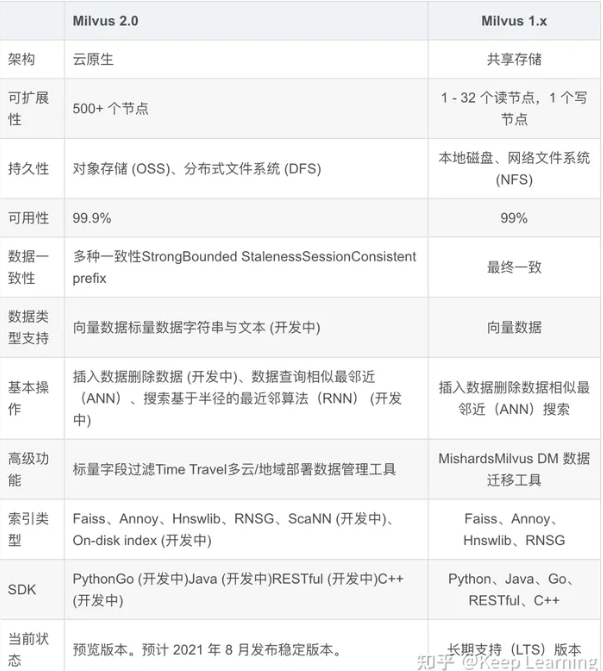 Milvus 2.0 Milvus 1.x
架构 云原生 共享存储
可扩展性 500+ 个节点 1 - 32 个读节点，1 个写节点
持久性 对象存储 (OSS)、分布式文件系统 (DFS) 本地磁盘、网络文件系统 (NFS)
可用性 99.9% 99%
数据一致性 多种一致性StrongBounded StalenessSessionConsistent prefix 最终一致
数据类型支持 向量数据标量数据字符串与文本 (开发中) 向量数据
基本操作 插入数据删除数据 (开发中)、数据查询相似最邻近（ANN）、搜索基于半径的最近邻算法（RNN） (开发中) 插入数据删除数据相似最邻近（ANN）搜索
高级功能 标量字段过滤Time Travel多云/地域部署数据管理工具 MishardsMilvus DM 数据迁移工具
索引类型 Faiss、Annoy、Hnswlib、RNSG、ScaNN (开发中)、On-disk index (开发中) Faiss、Annoy、Hnswlib、RNSG
SDK PythonGo (开发中)Java (开发中)RESTful (开发中)C++ (开发中) Python、Java、Go、RESTful、C++
当前状态 预览版本。预计 2021 年 8 月发布稳定版本。 长期支持（LTS）版本
知乎 @Keep Learning